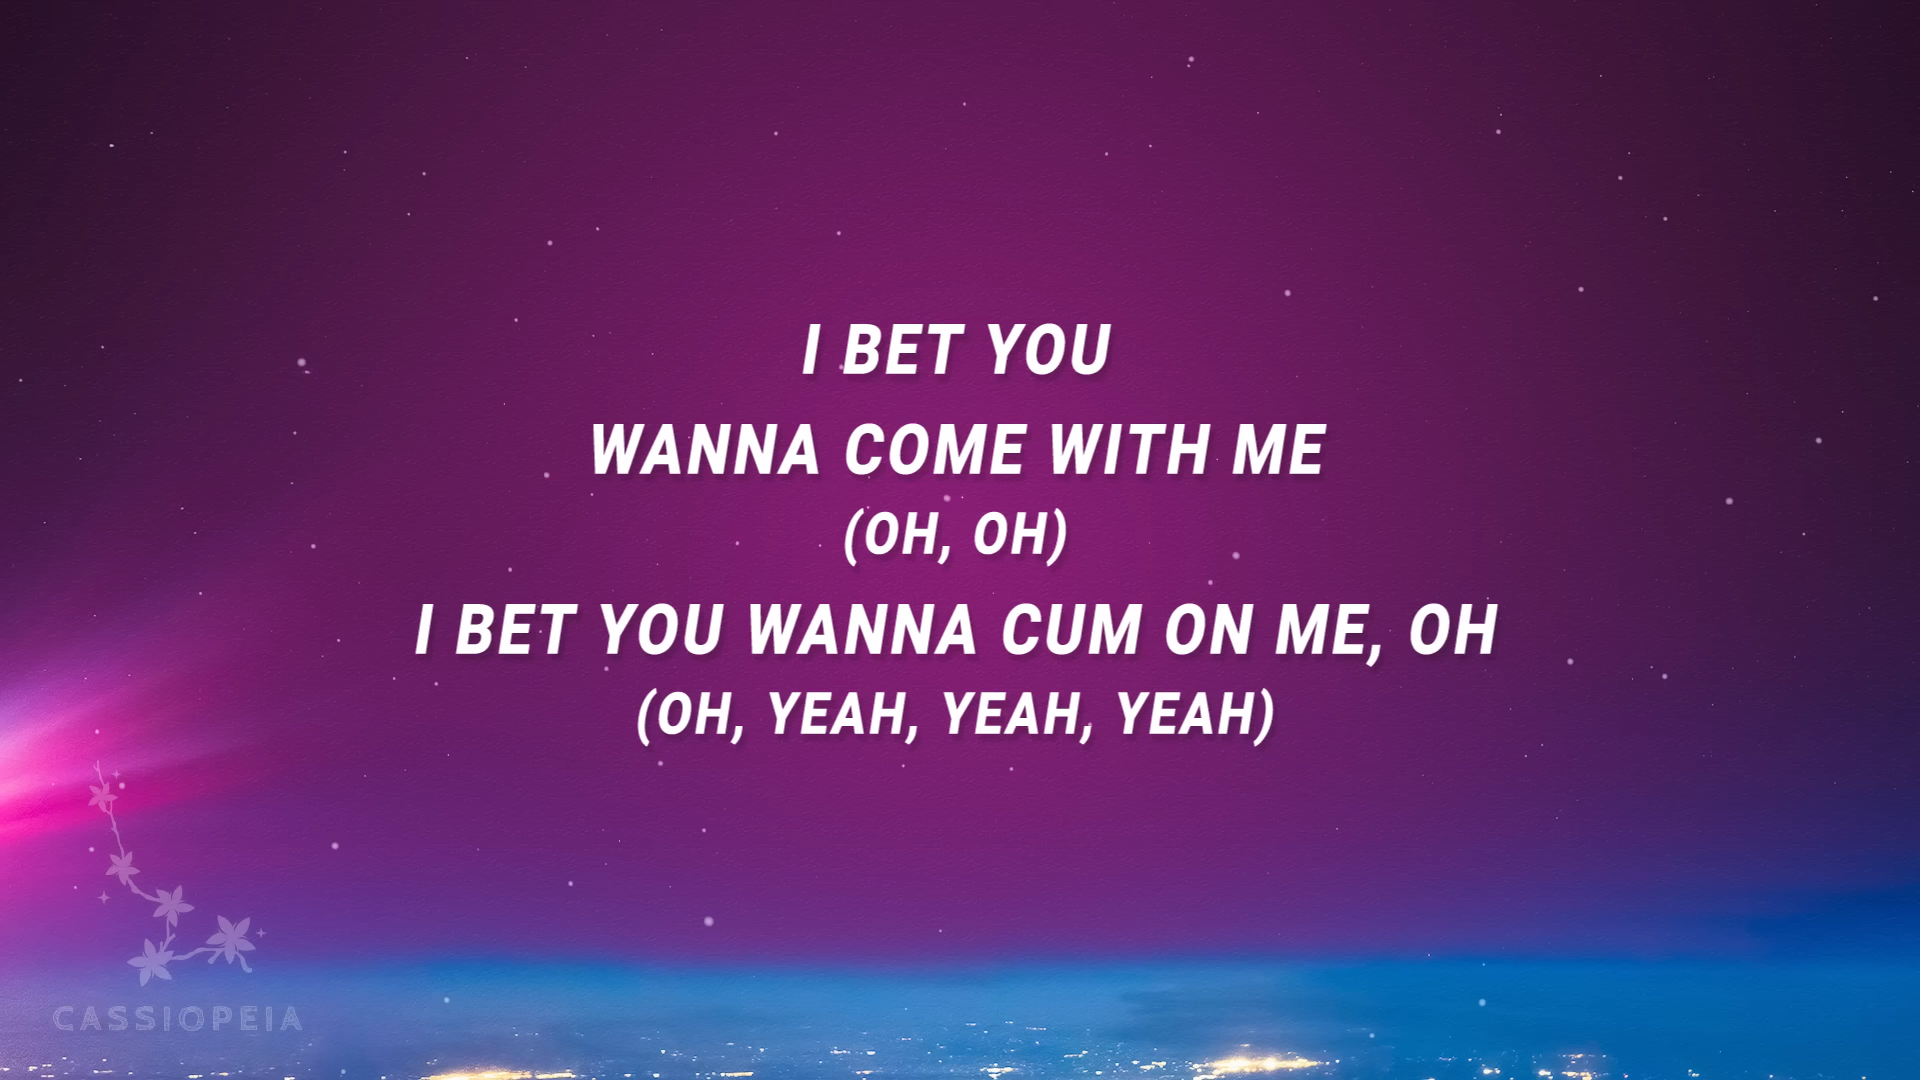 I BET YOU
WANNA COME WITH ME
(OH, OH)
I BET YOU WANNA CUM ON ME, OH
(OH, YEAH, YEAH, YEAH)
CASSIOPEIA